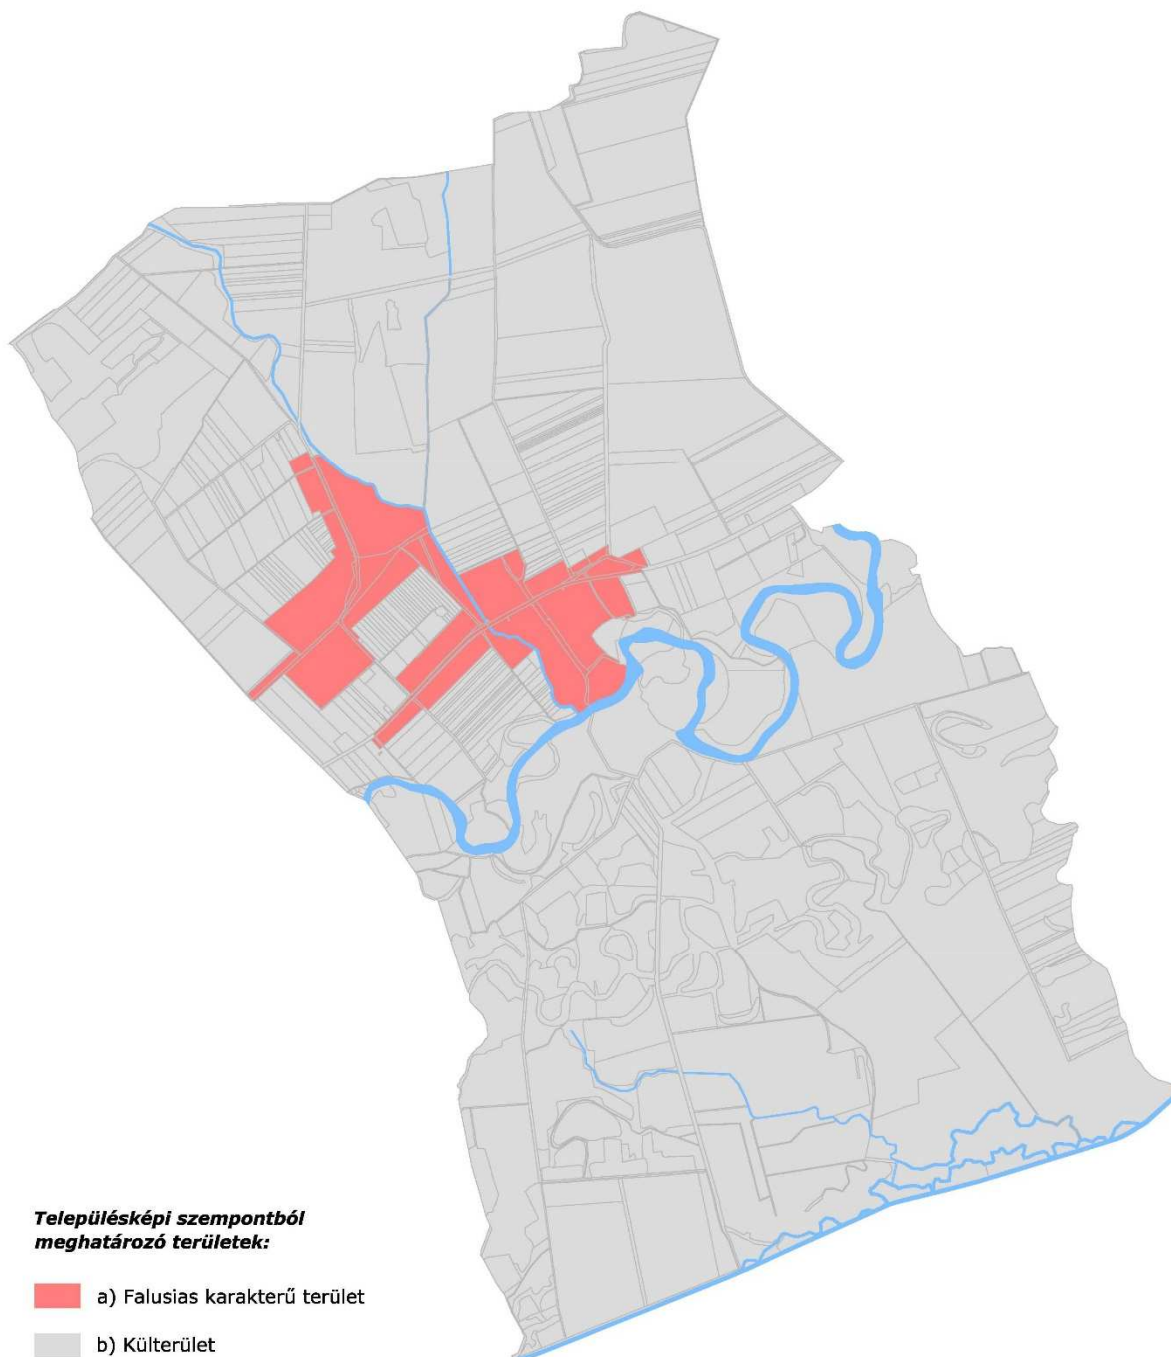 Településképi szempontból
meghatározó területek:
a) Falusias karakterű terület
b) Külterület